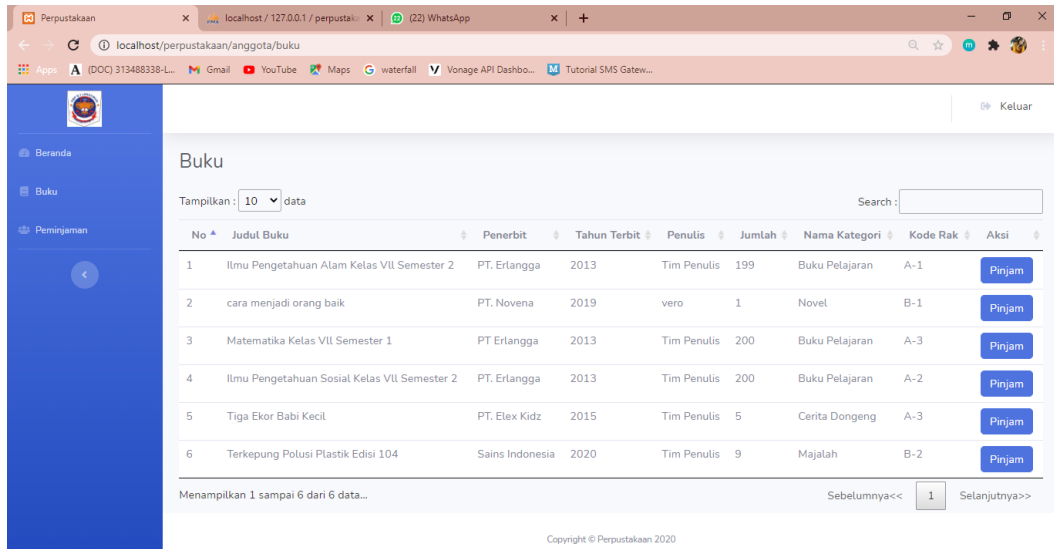 Perpustakaan
localhost / 127.0.0.1 / perpustaka
(22) WhatsApp
localhost/perpustakaan/anggota/buku
Apps
(DOC) 313488338-L...
Gmail
YouTube
Maps
waterfall
Vonage API Dashbo...
Tutorial SMS Gatew...
Keluar
Beranda
Buku
Peminjaman
Buku
Tampilkan : 10 data
Search :
No Judul Buku Penerbit Tahun Terbit Penulis Jumlah Nama Kategori Kode Rak Aksi
1 Ilmu Pengetahuan Alam Kelas Vll Semester 2 PT. Erlangga 2013 Tim Penulis 199 Buku Pelajaran A-1 Pinjam
2 cara menjadi orang baik PT. Novena 2019 vero 1 Novel B-1 Pinjam
3 Matematika Kelas Vll Semester 1 PT Erlangga 2013 Tim Penulis 200 Buku Pelajaran A-3 Pinjam
4 Ilmu Pengetahuan Sosial Kelas Vll Semester 2 PT. Erlangga 2013 Tim Penulis 200 Buku Pelajaran A-2 Pinjam
5 Tiga Ekor Babi Kecil PT. Elex Kidz 2015 Tim Penulis 5 Cerita Dongeng A-3 Pinjam
6 Terkepung Polusi Plastik Edisi 104 Sains Indonesia 2020 Tim Penulis 9 Majalah B-2 Pinjam
Menampilkan 1 sampai 6 dari 6 data...
Sebelumnya<< 1 Selanjutnya>>
Copyright © Perpustakaan 2020